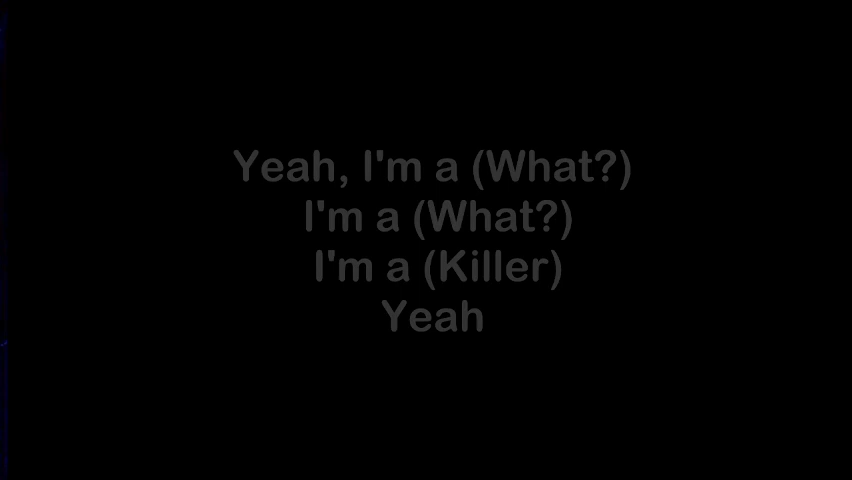 Yeah, I'm a (What?)
I'm a (What?)
I'm a (Killer)
Yeah